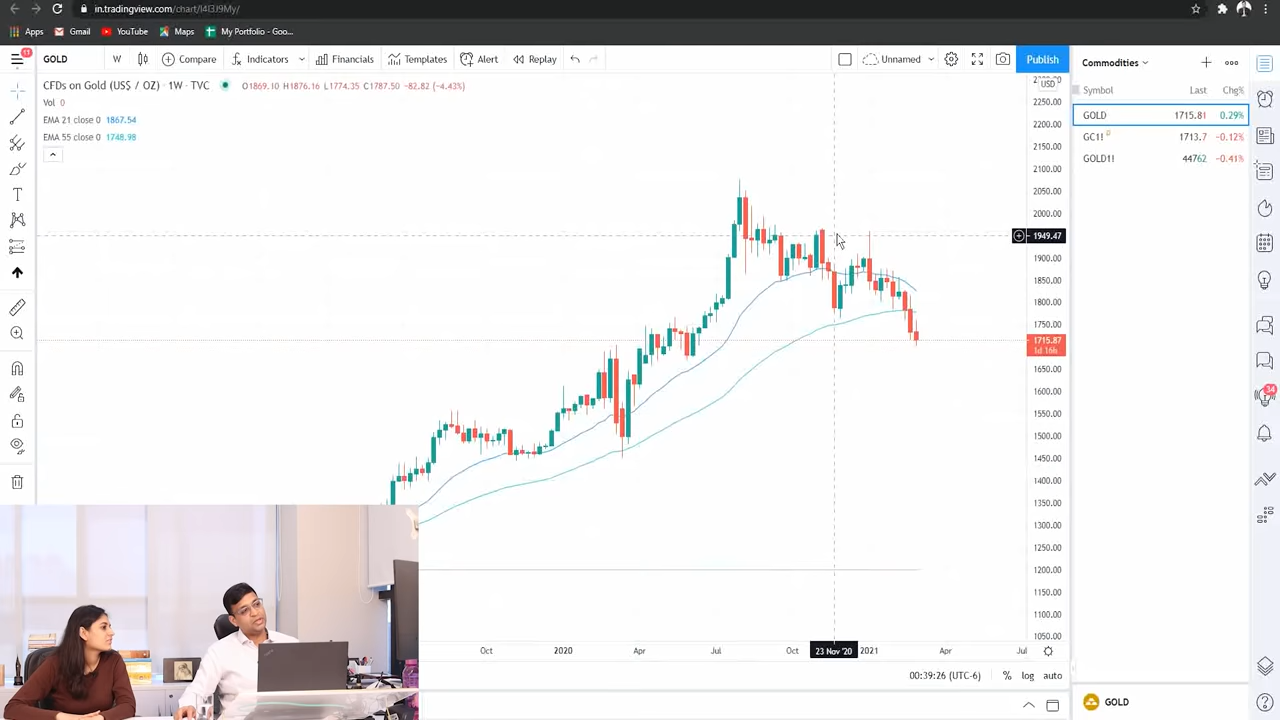 in.tradingview.com/chart/l4I3J9My/
Apps Gmail YouTube Maps My Portfolio - Goo...
11
GOLD W Compare Indicators Financials Templates Alert Replay Unnamed Publish
Commodities
CFDs on Gold (US$ / OZ) · 1W · TVC O1869.10 H1876.16 L1774.25 C1787.50 −82.82 (−4.43%)
Vol 0
EMA 21 close 0 1867.54
EMA 55 close 0 1748.98
USD
2250.00
2200.00
2150.00
2100.00
2050.00
2000.00
1949.47
1900.00
1850.00
1800.00
1750.00
1715.87
1d 16h
1650.00
1600.00
1550.00
1500.00
1450.00
1400.00
1350.00
1300.00
1250.00
1200.00
1150.00
1100.00
1050.00
Oct 2020 Apr Jul Oct 23 Nov '20 2021 Apr Jul
00:39:26 (UTC-6) % log auto
Symbol Last Chg%
GOLD 1715.81 0.29%
GC1! D 1713.7 −0.12%
GOLD1! 44762 −0.41%
34
GOLD